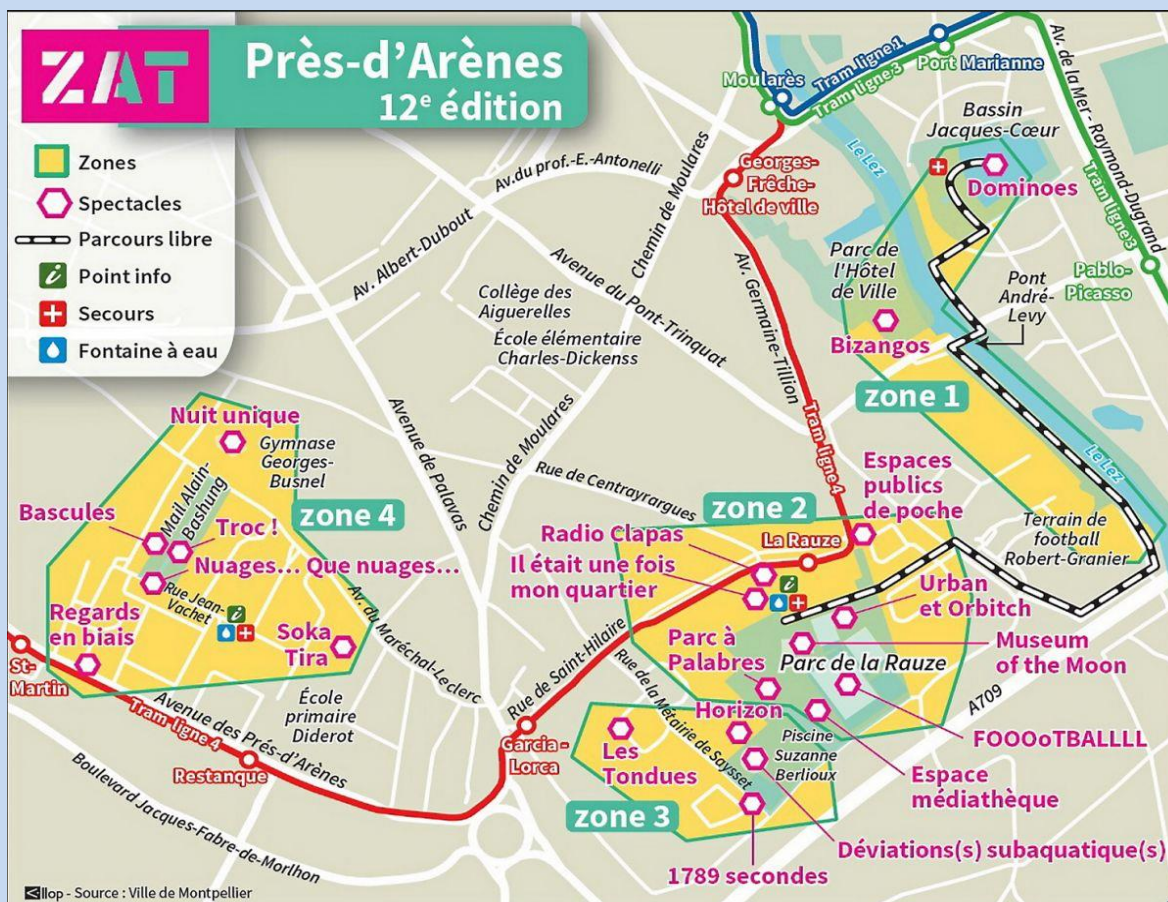 ZAT
Près-d'Arènes
12e édition
Zones
Spectacles
Parcours libre
Point info
Secours
Fontaine à eau
Moularès
Tram ligne 1
Tram ligne 3
Port Marianne
Av. de la Mer - Raymond-Dugrand
Tram ligne 3
Pablo-
Picasso
Bassin
Jacques-Cœur
Dominoes
Le Lez
Georges-
Frêche-
Hôtel de ville
Av.du prof.-E.-Antonelli
Chemin de Moulares
Av. Albert-Dubout
Avenue du Pont-Trinquat
Av. Germaine-Tillion
Tram ligne 4
Collège des
Aiguerelles
École élémentaire
Charles-Dickenss
Parc de
l'Hôtel
de Ville
Bizangos
Pont
André-
Levy
zone 1
Le Lez
Terrain de
football
Robert-Granier
Avenue de Palavas
Chemin de Moulares
Rue de Centrayrargues
Nuit unique
Gymnase
Georges-
Busnel
Mail Alain-
Bashung
Bascules
Troc !
zone 4
Nuages... Que nuages...
Rue Jean-
Vachet
Regards
en biais
Soka
Tira
Av. du Maréchal-Leclerc
St-
Martin
Avenue des Prés-d'Arènes
Tram ligne 4
Restanque
École
primaire
Diderot
Boulevard Jacques-Fabre-de-Morlhon
Garcia -
Lorca
Rue de Saint-Hilaire
zone 2
Espaces
publics
de poche
Radio Clapas
La Rauze
Il était une fois
mon quartier
Urban
et Orbitch
Parc à
Palabres
Parc de la Rauze
Museum
of the Moon
A709
Rue de la Métairie de Saysset
Horizon
Piscine
Suzanne
Berlioux
FOOOoTBALLLL
Les
Tondues
Espace
médiathèque
zone 3
Déviations(s) subaquatique(s)
1789 secondes
llop - Source : Ville de Montpellier